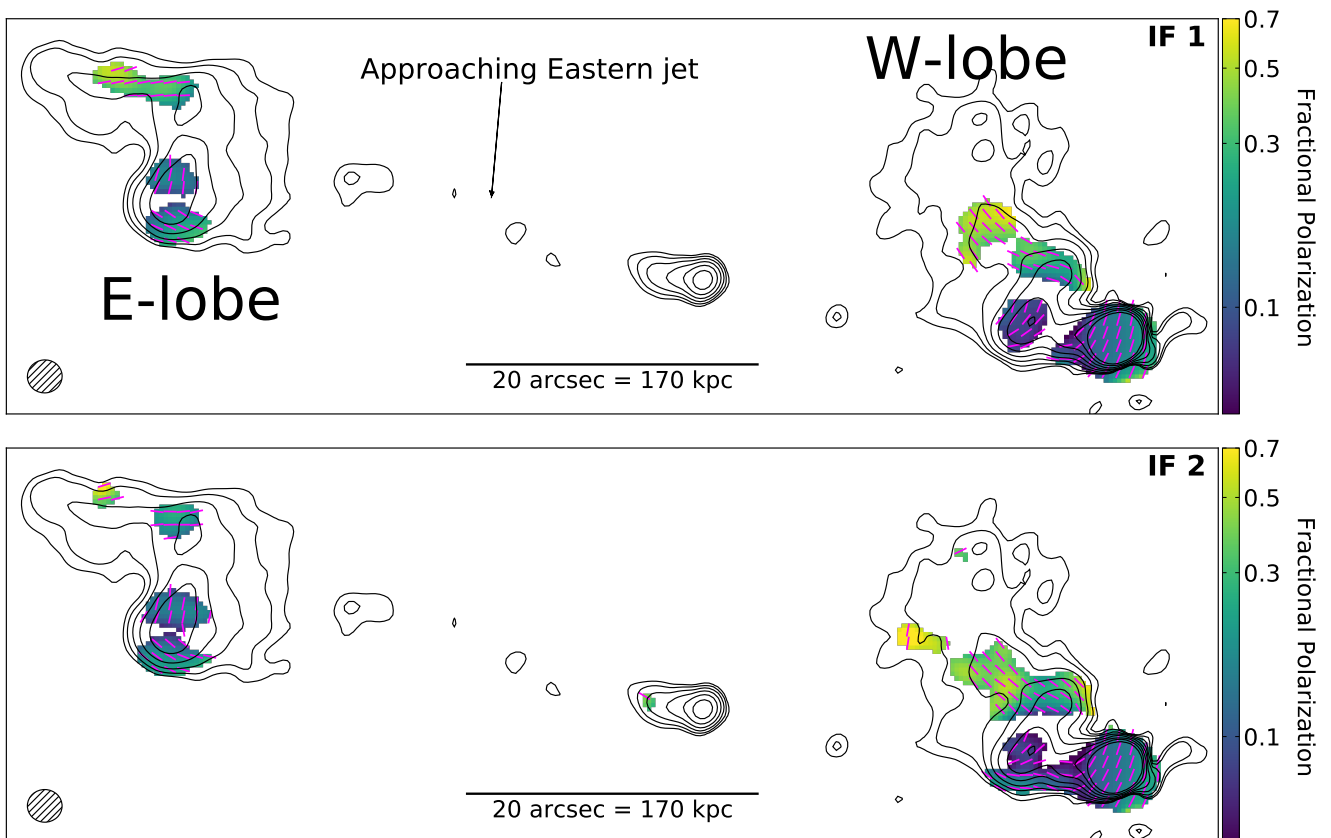 IF 1
W-lobe
Approaching Eastern jet
E-lobe
20 arcsec = 170 kpc
0.7
0.5
0.3
0.1
Fractional Polarization
IF 2
20 arcsec = 170 kpc
0.7
0.5
0.3
0.1
Fractional Polarization